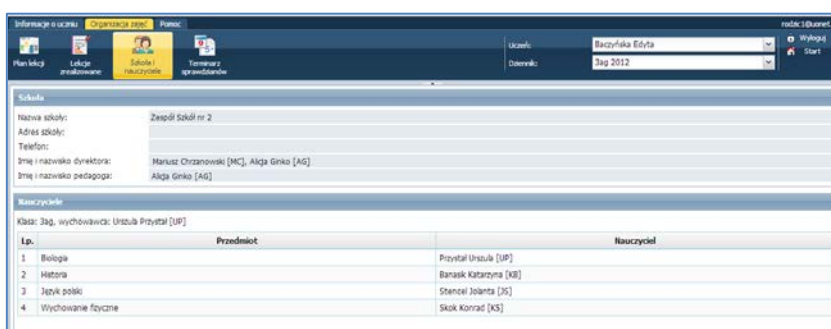 Informacje o uczniu Organizacja zajęć Pomoc rodzic1@uonet.
Plan lekcji Lekcje zrealizowane Szkoła i nauczyciele Terminarz sprawdzianów
Uczeń: Baczyńska Edyta Wyloguj
Dziennik: 3ag 2012 Start
Szkoła
Nazwa szkoły: Zespół Szkół nr 2
Adres szkoły:
Telefon:
Imię i nazwisko dyrektora: Mariusz Chrzanowski [MC], Alicja Ginko [AG]
Imię i nazwisko pedagoga: Alicja Ginko [AG]
Nauczyciele
Klasa: 3ag, wychowawca: Urszula Przystał [UP]
Lp. Przedmiot Nauczyciel
1 Biologia Przystał Urszula [UP]
2 Historia Banasik Katarzyna [KB]
3 Język polski Stencel Jolanta [JS]
4 Wychowanie fizyczne Skok Konrad [KS]